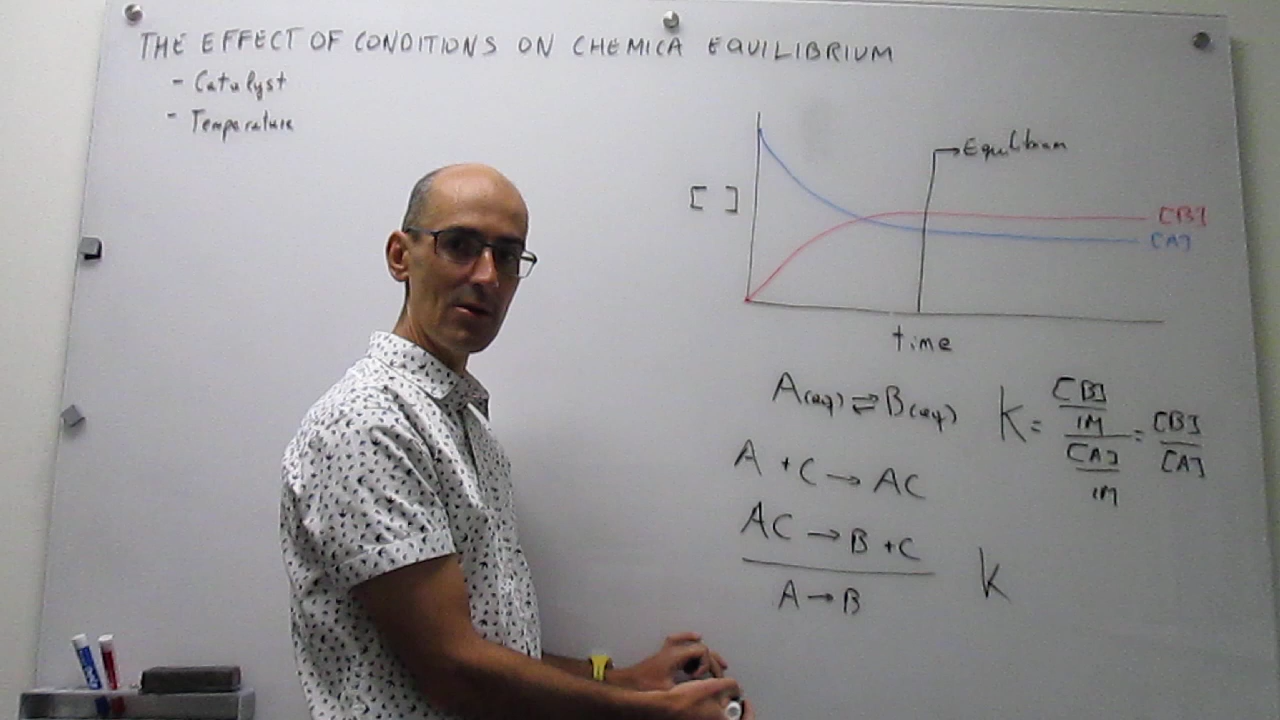 THE EFFECT OF CONDITIONS ON CHEMICA EQUILIBRIUM
- Catalyst
- Temperature
Equilibrium
[ ]
[B]
[A]
time
A(aq) ⇌ B(aq) K = [B]/1M / [A]/1M = [B]/[A]
A + C → AC
AC → B + C
A → B K